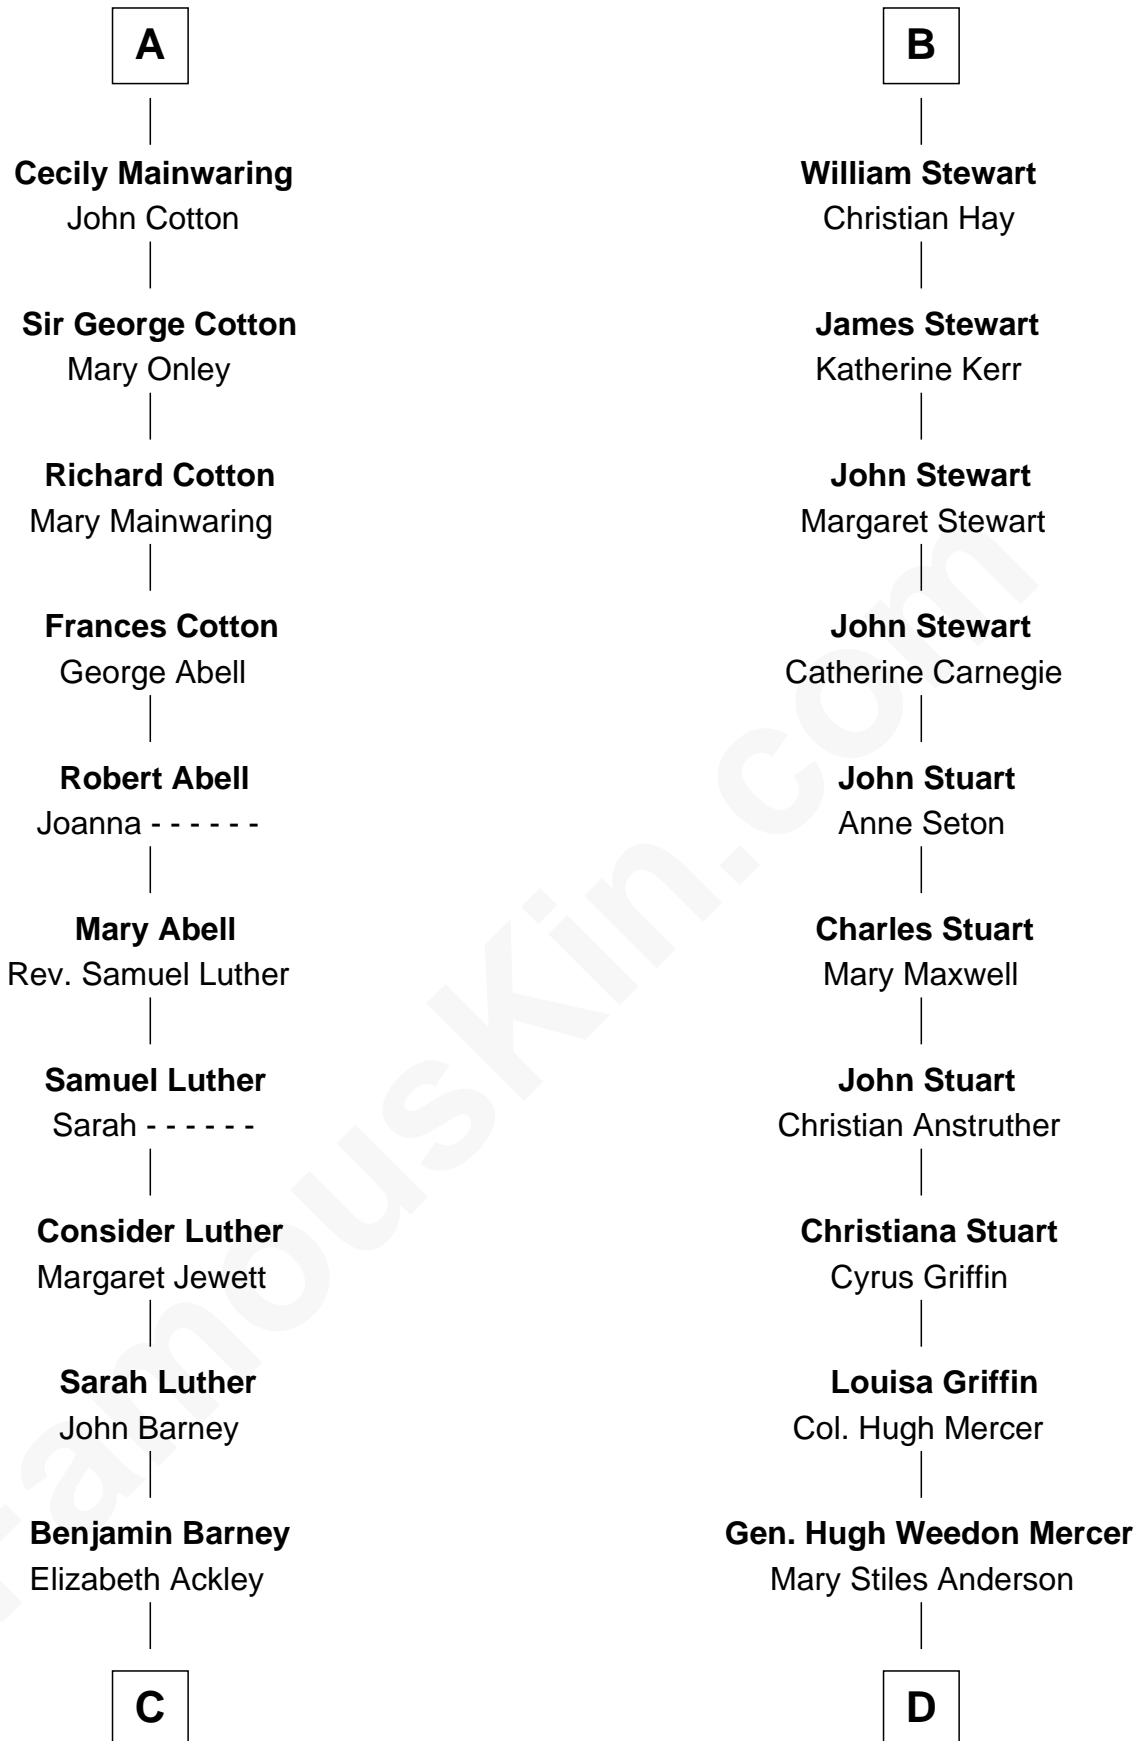 A
Cecily Mainwaring
John Cotton
Sir George Cotton
Mary Onley
Richard Cotton
Mary Mainwaring
Frances Cotton
George Abell
Robert Abell
Joanna - - - - - -
Mary Abell
Rev. Samuel Luther
Samuel Luther
Sarah - - - - - -
Consider Luther
Margaret Jewett
Sarah Luther
John Barney
Benjamin Barney
Elizabeth Ackley
C
B
William Stewart
Christian Hay
James Stewart
Katherine Kerr
John Stewart
Margaret Stewart
John Stewart
Catherine Carnegie
John Stuart
Anne Seton
Charles Stuart
Mary Maxwell
John Stuart
Christian Anstruther
Christiana Stuart
Cyrus Griffin
Louisa Griffin
Col. Hugh Mercer
Gen. Hugh Weedon Mercer
Mary Stiles Anderson
D
FamousKin.com